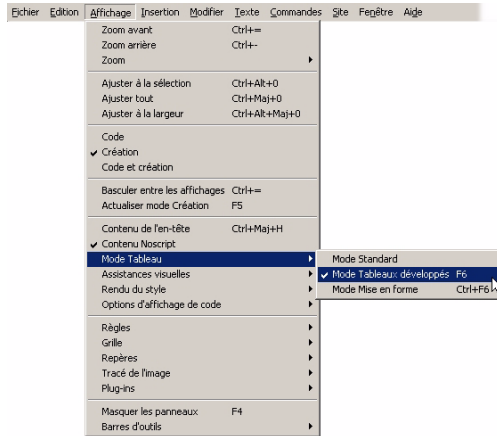 Fichier Edition Affichage Insertion Modifier Texte Commandes Site Fenêtre Aide
Zoom avant Ctrl+=
Zoom arrière Ctrl+-
Zoom
Ajuster à la sélection Ctrl+Alt+0
Ajuster tout Ctrl+Maj+0
Ajuster à la largeur Ctrl+Alt+Maj+0
Code
Création
Code et création
Basculer entre les affichages Ctrl+=
Actualiser mode Création F5
Contenu de l'en-tête Ctrl+Maj+H
Contenu Noscript
Mode Tableau Mode Standard
Assistances visuelles Mode Tableaux développés F6
Rendu du style Mode Mise en forme Ctrl+F6
Options d'affichage de code
Règles
Grille
Repères
Tracé de l'image
Plug-ins
Masquer les panneaux F4
Barres d'outils